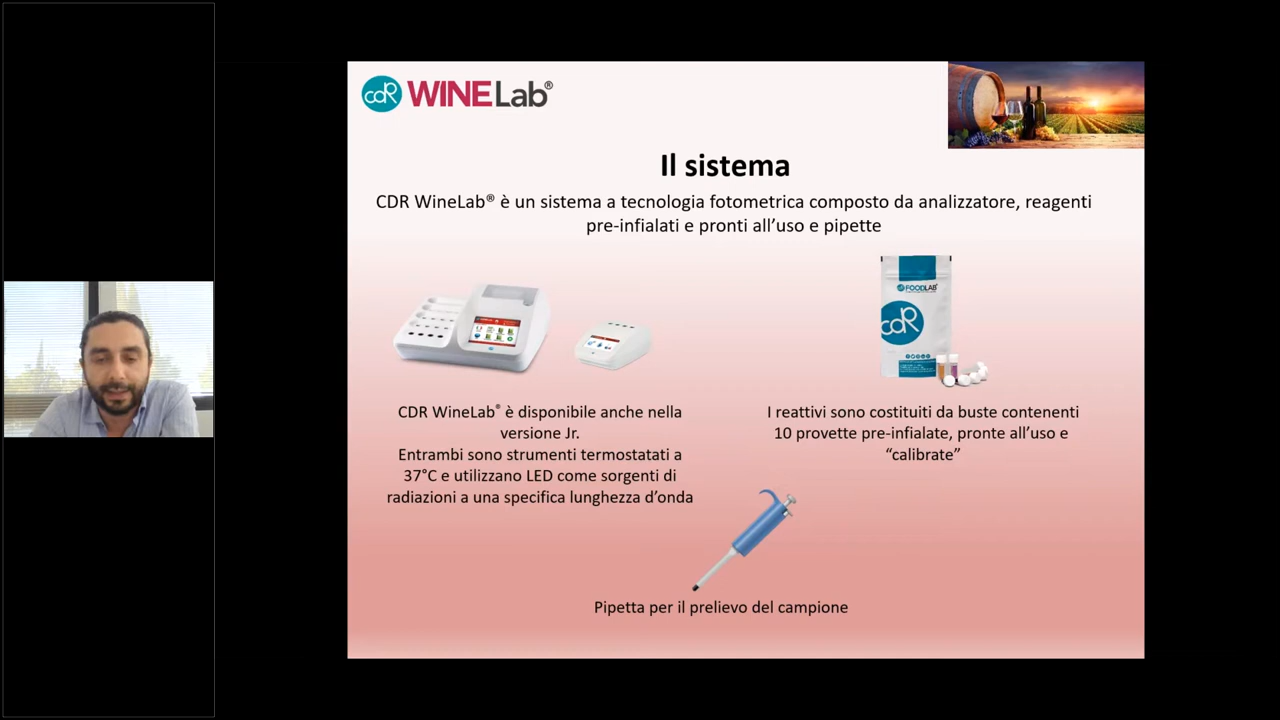 cdR WINELab®
Il sistema
CDR WineLab® è un sistema a tecnologia fotometrica composto da analizzatore, reagenti
pre-infialati e pronti all’uso e pipette
FOODLAB®
cdR
CDR WineLab® è disponibile anche nella
versione Jr.
Entrambi sono strumenti termostatati a
37°C e utilizzano LED come sorgenti di
radiazioni a una specifica lunghezza d’onda
I reattivi sono costituiti da buste contenenti
10 provette pre-infialate, pronte all’uso e
“calibrate”
Pipetta per il prelievo del campione